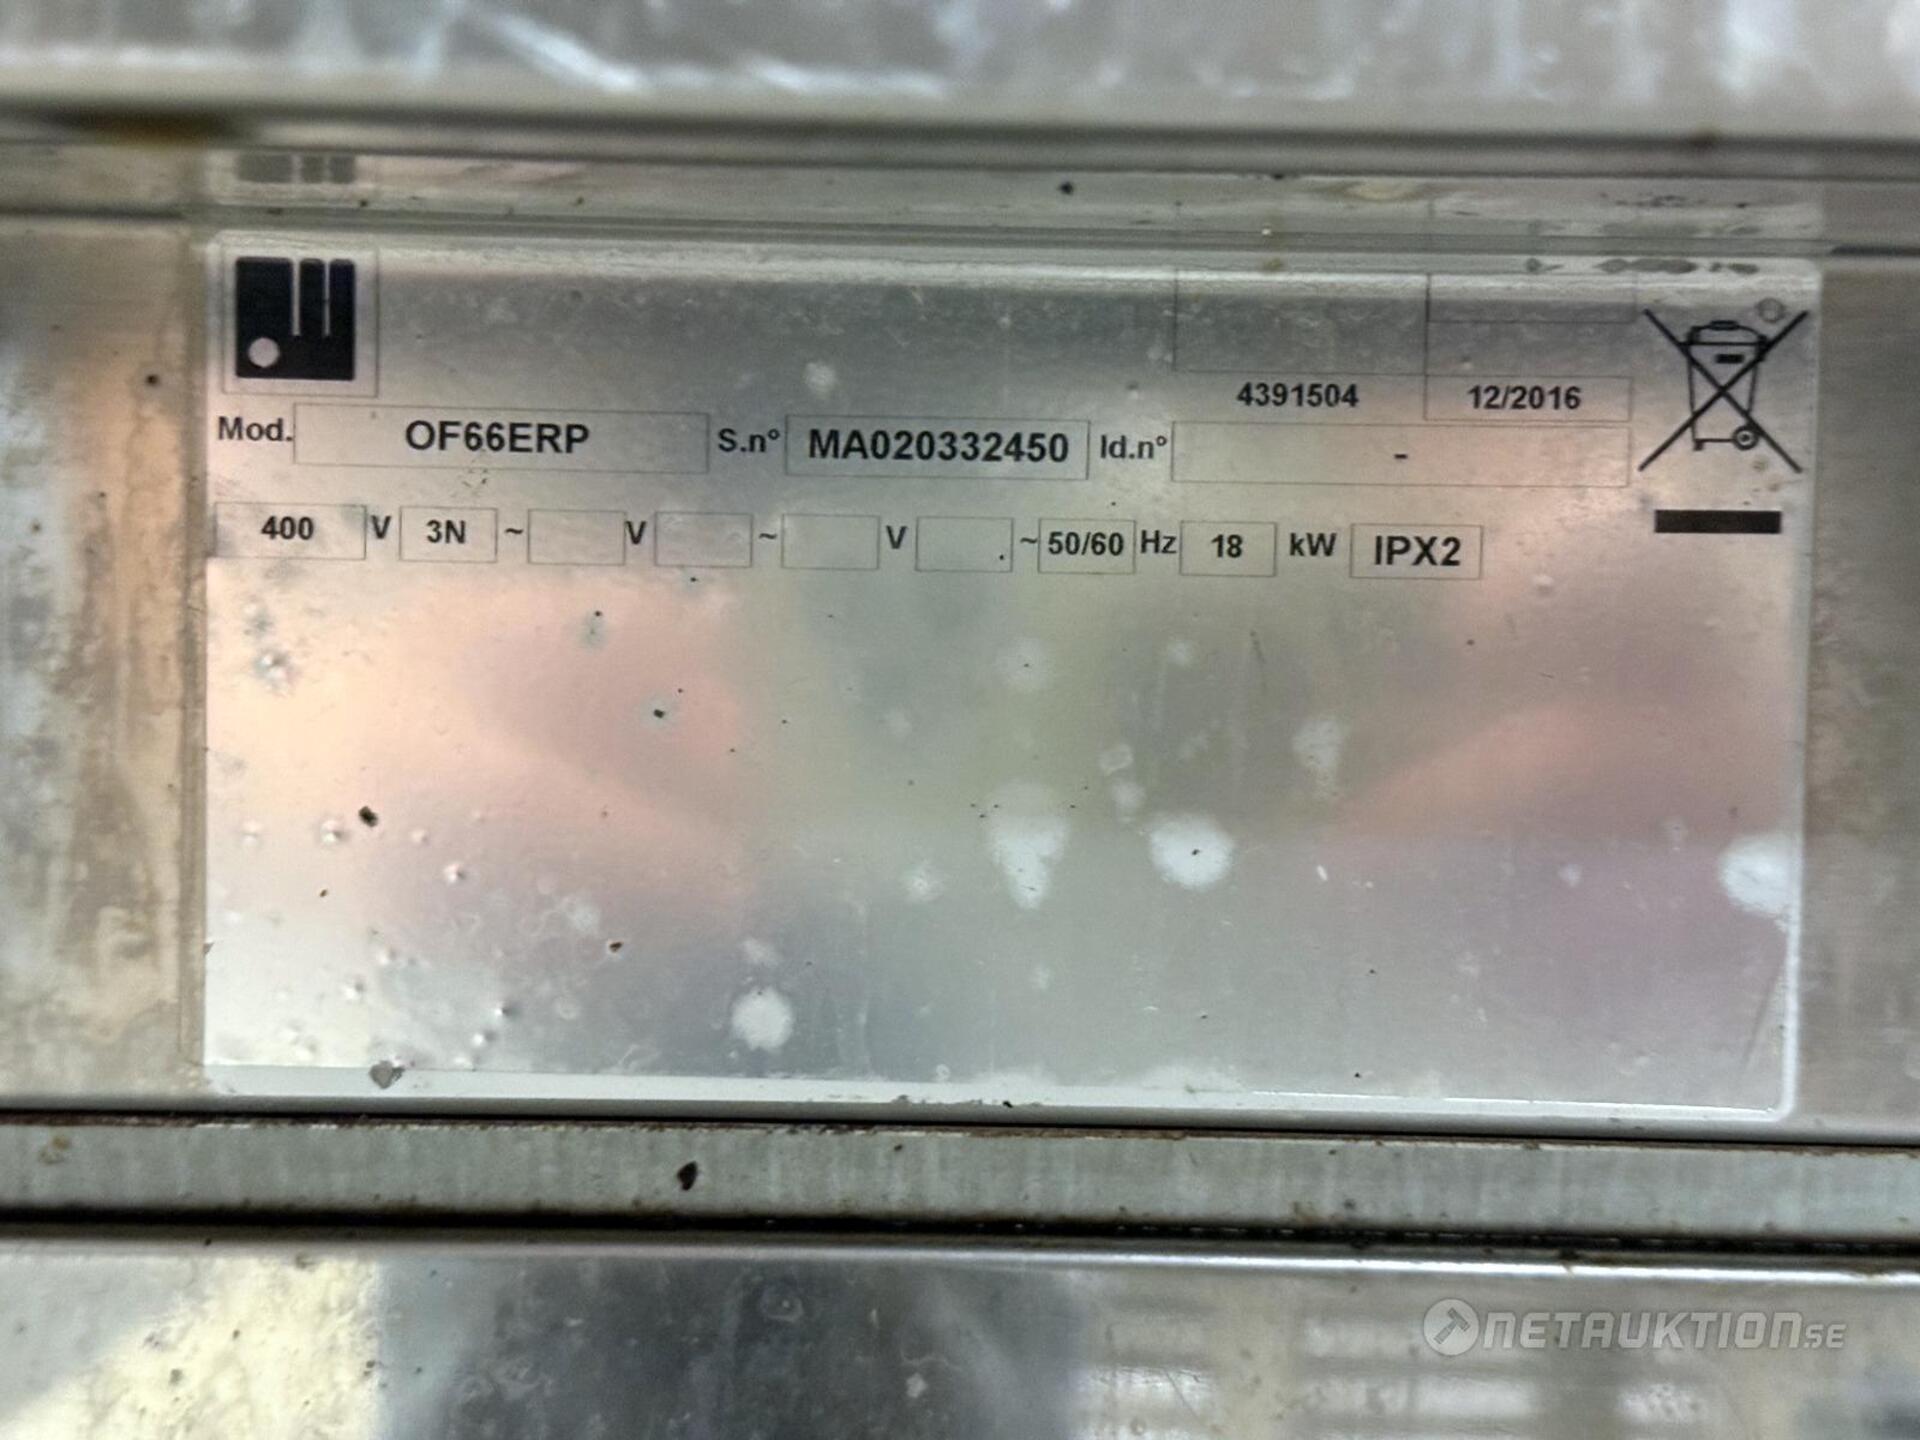 4391504 12/2016
Mod. OF66ERP S.n° MA020332450 Id.n° -
400 V 3N ~ V ~ V ~ 50/60 Hz 18 kW IPX2
NETAUKTION.SE